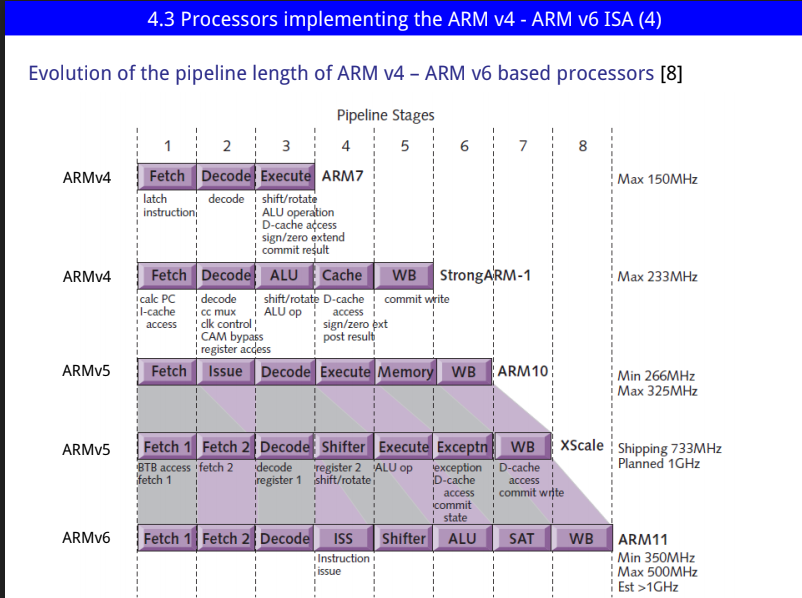 4.3 Processors implementing the ARM v4 - ARM v6 ISA (4)
Evolution of the pipeline length of ARM v4 – ARM v6 based processors [8]
Pipeline Stages
1 2 3 4 5 6 7 8
ARMv4 Fetch Decode Execute ARM7 Max 150MHz
latch decode shift/rotate
instruction ALU operation
D-cache access
sign/zero extend
commit result
ARMv4 Fetch Decode ALU Cache WB StrongARM-1 Max 233MHz
calc PC decode shift/rotate D-cache commit write
I-cache cc mux ALU op access
access clk control sign/zero ext
CAM bypass post result
register access
ARMv5 Fetch Issue Decode Execute Memory WB ARM10 Min 266MHz
Max 325MHz
ARMv5 Fetch 1 Fetch 2 Decode Shifter Execute Exceptn WB XScale Shipping 733MHz
Planned 1GHz
BTB access fetch 2 decode register 2 ALU op exception D-cache
fetch 1 register 1 shift/rotate D-cache access
access commit write
commit
state
ARMv6 Fetch 1 Fetch 2 Decode ISS Shifter ALU SAT WB ARM11
Instruction Min 350MHz
issue Max 500MHz
Est >1GHz